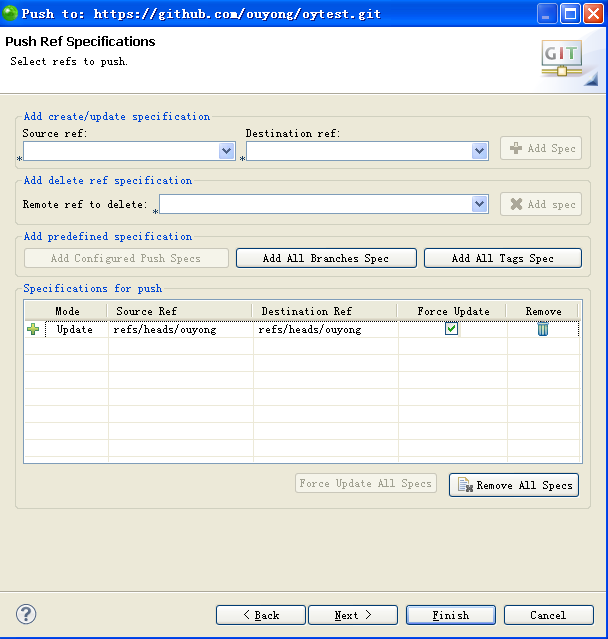 Push to: https://github.com/ouyong/oytest.git
Push Ref Specifications
Select refs to push.
GIT
Add create/update specification
Source ref: Destination ref:
* * Add Spec
Add delete ref specification
Remote ref to delete: * Add spec
Add predefined specification
Add Configured Push Specs Add All Branches Spec Add All Tags Spec
Specifications for push
Mode Source Ref Destination Ref Force Update Remove
Update refs/heads/ouyong refs/heads/ouyong
Force Update All Specs Remove All Specs
? < Back Next > Finish Cancel